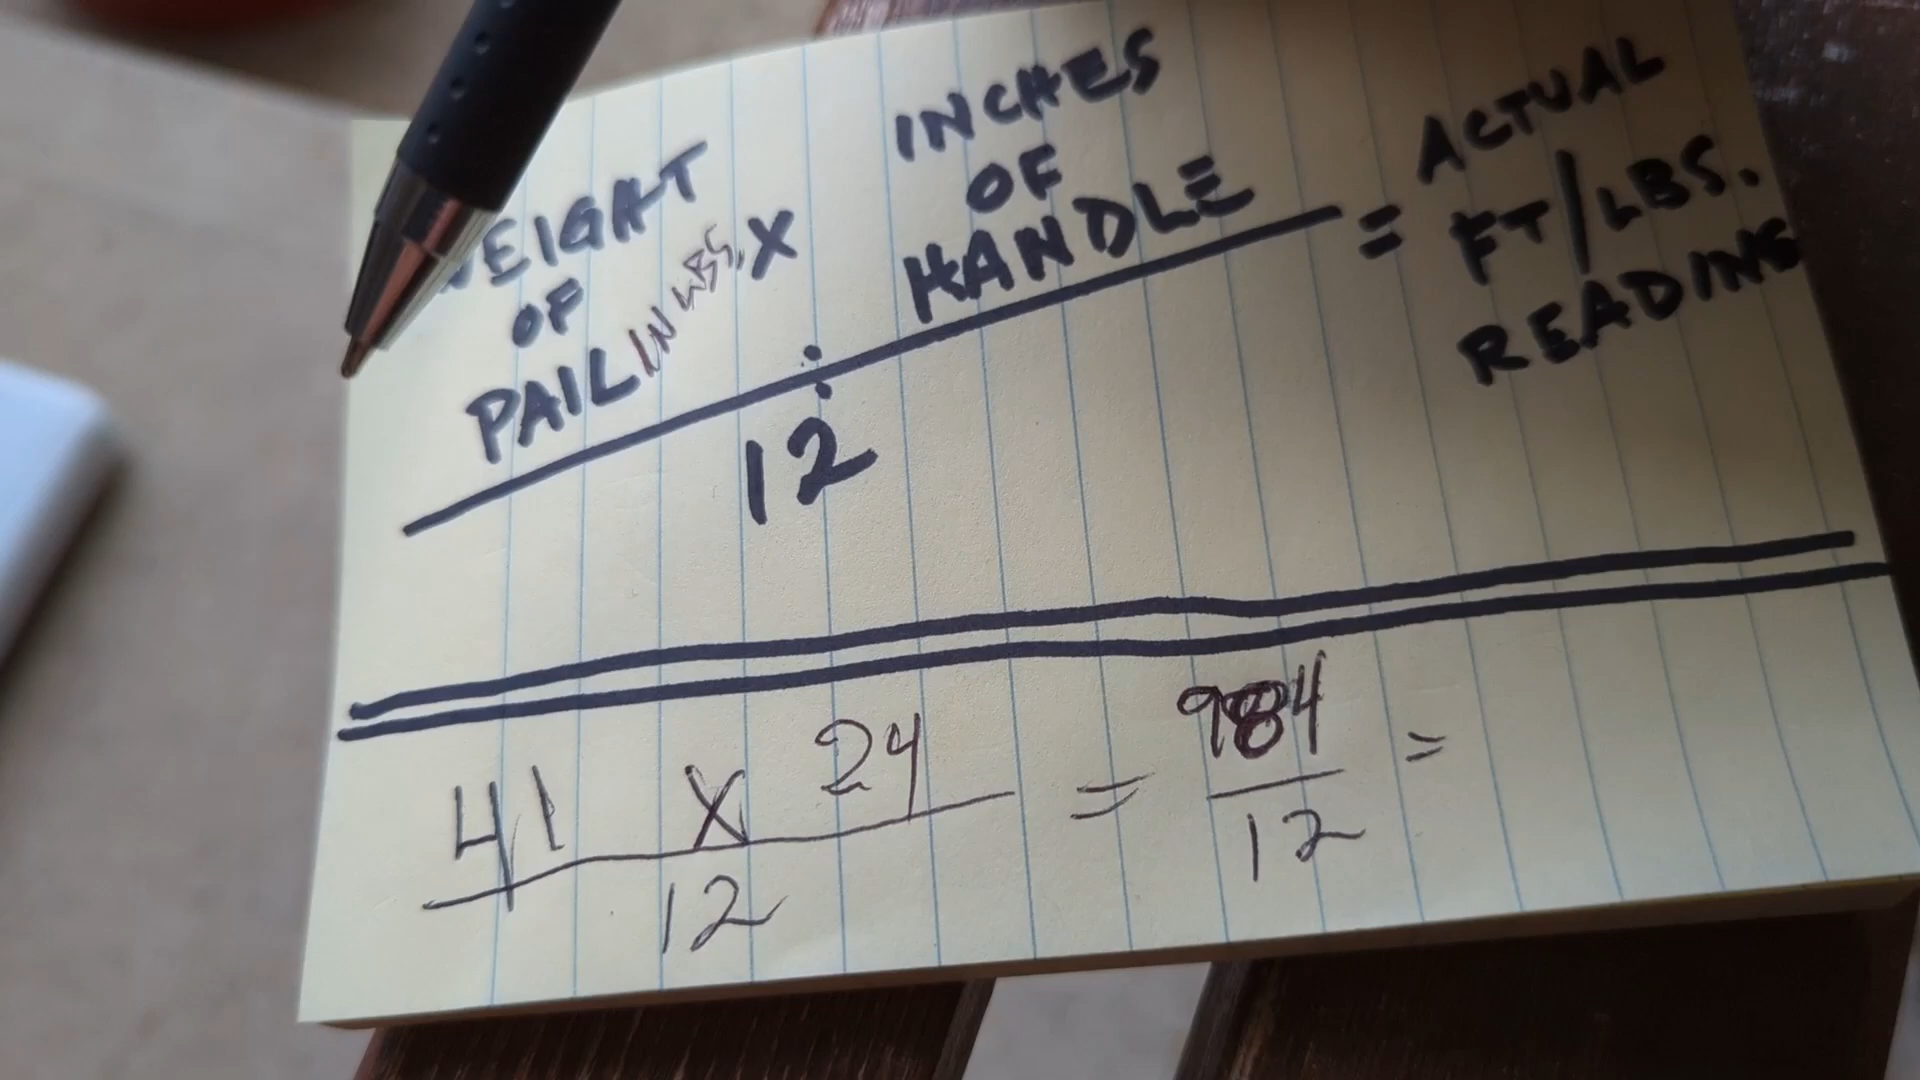 WEIGHT
OF
PAIL IN LBS. X
INCHES
OF
HANDLE
÷
12
= ACTUAL
FT/LBS.
READING
41 X 24
12
= 984
12
=